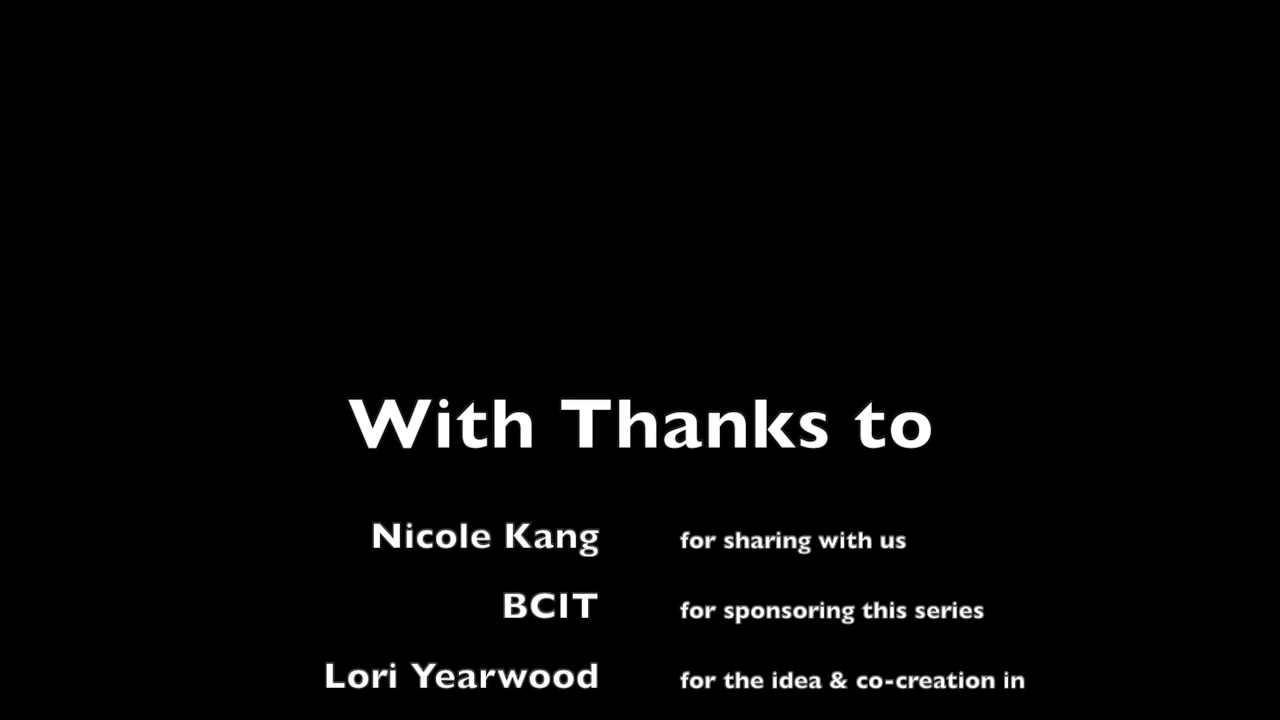 With Thanks to
Nicole Kang for sharing with us
BCIT for sponsoring this series
Lori Yearwood for the idea & co-creation in